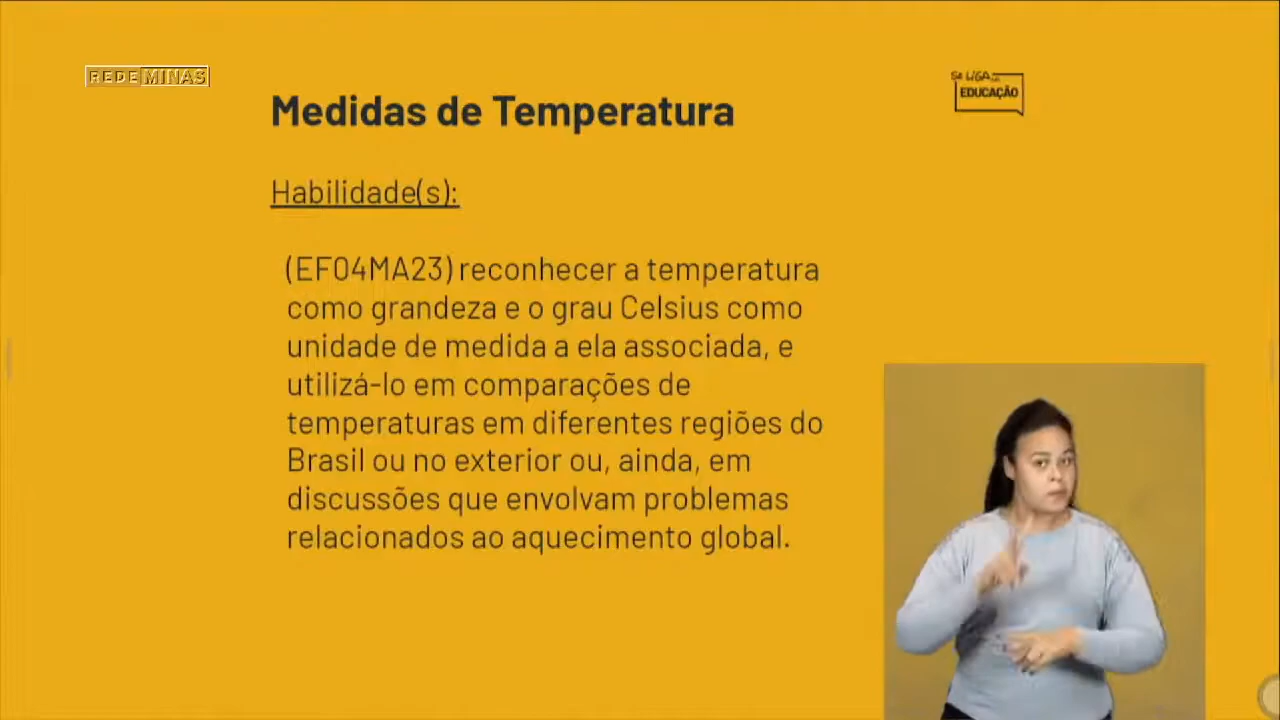 REDE MINAS
SE LIGA NA
EDUCAÇÃO
Medidas de Temperatura
Habilidade(s):
(EF04MA23) reconhecer a temperatura
como grandeza e o grau Celsius como
unidade de medida a ela associada, e
utilizá-lo em comparações de
temperaturas em diferentes regiões do
Brasil ou no exterior ou, ainda, em
discussões que envolvam problemas
relacionados ao aquecimento global.